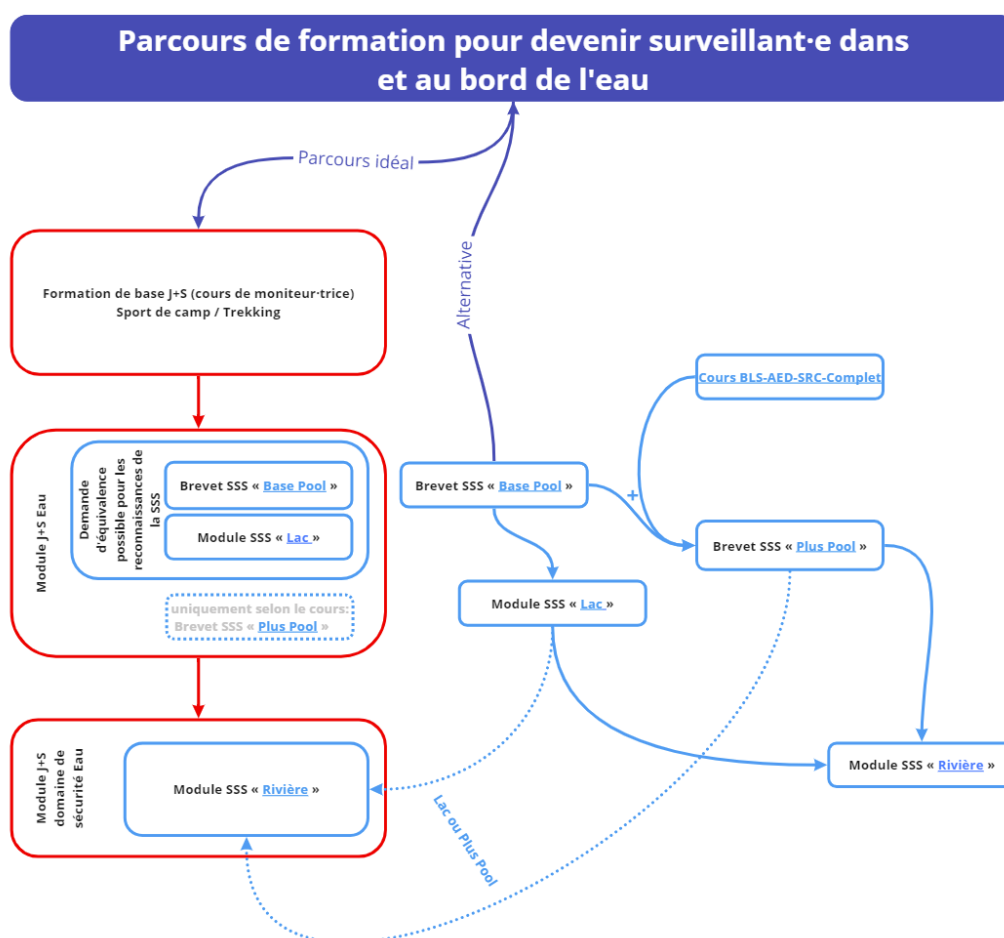 Parcours de formation pour devenir surveillant·e dans
et au bord de l'eau
Parcours idéal
Alternative
Formation de base J+S (cours de moniteur·trice)
Sport de camp / Trekking
Cours BLS-AED-SRC-Complet
Module J+S Eau
Demande
d'équivalence
possible pour les
reconnaissances de
la SSS
Brevet SSS « Base Pool »
Module SSS « Lac »
uniquement selon le cours:
Brevet SSS « Plus Pool »
Brevet SSS « Base Pool »
+
Brevet SSS « Plus Pool »
Module SSS « Lac »
Module J+S
domaine de
sécurité Eau
Module SSS « Rivière »
Lac ou Plus Pool
Module SSS « Rivière »